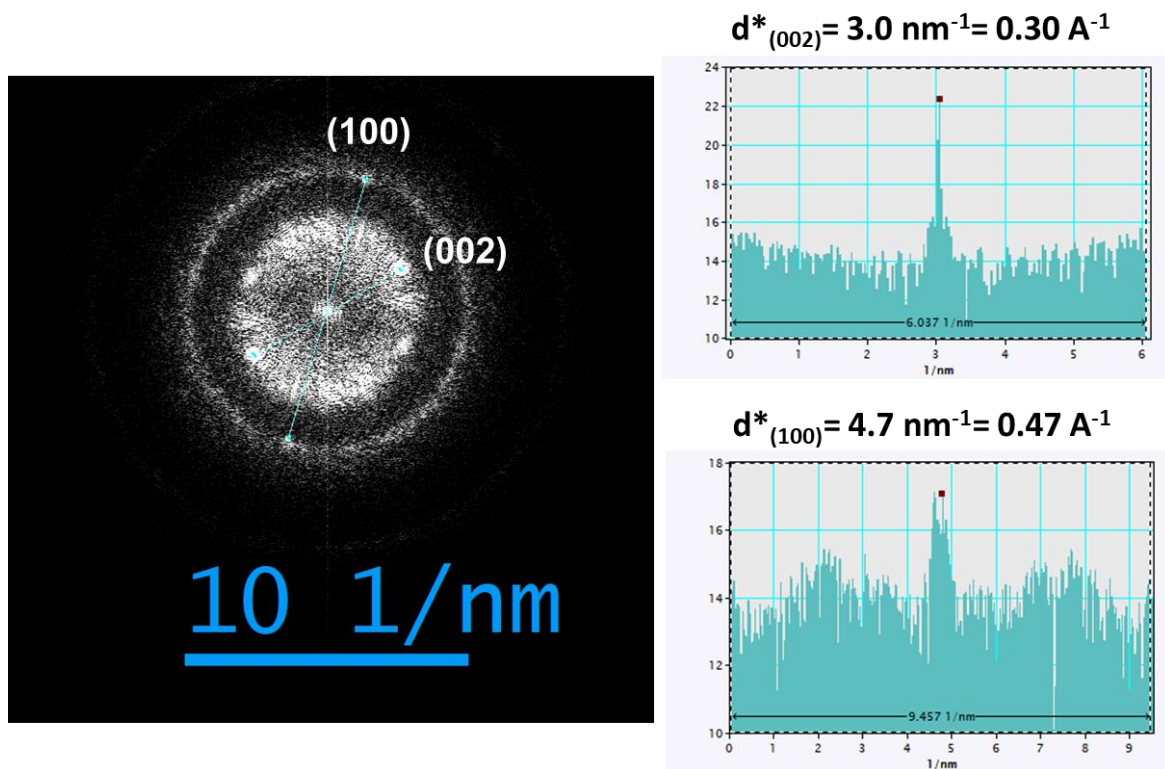 (100)
(002)
10 1/nm
d*(002)= 3.0 nm-1= 0.30 A-1
24
22
20
18
16
14
12
10
6.037 1/nm
0 1 2 3 4 5 6
1/nm
d*(100)= 4.7 nm-1= 0.47 A-1
18
16
14
12
10
9.457 1/nm
0 1 2 3 4 5 6 7 8 9
1/nm